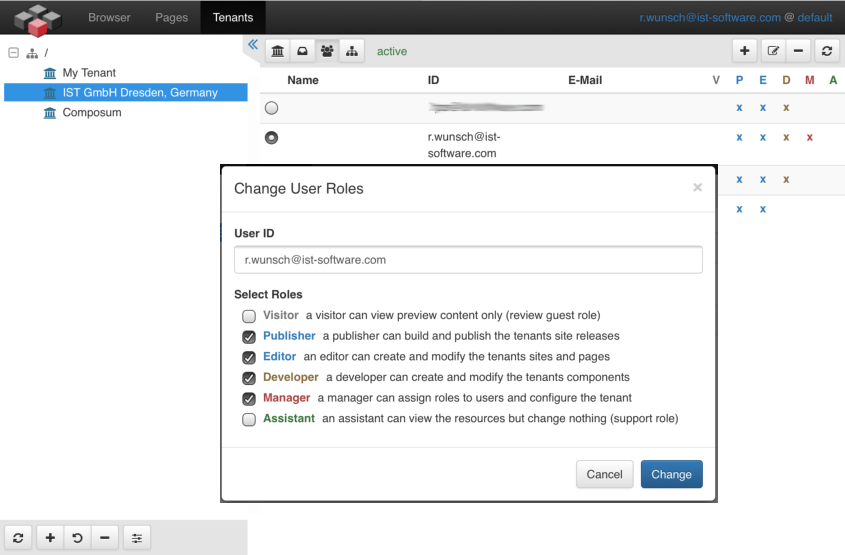 Browser Pages Tenants r.wunsch@ist-software.com @ default
/ active
My Tenant
IST GmbH Dresden, Germany
Composum
Name ID E-Mail V P E D M A
x x x
r.wunsch@ist- x x x x
software.com
x x x
x x
Change User Roles ×
User ID
r.wunsch@ist-software.com
Select Roles
Visitor a visitor can view preview content only (review guest role)
Publisher a publisher can build and publish the tenants site releases
Editor an editor can create and modify the tenants sites and pages
Developer a developer can create and modify the tenants components
Manager a manager can assign roles to users and configure the tenant
Assistant an assistant can view the resources but change nothing (support role)
Cancel Change